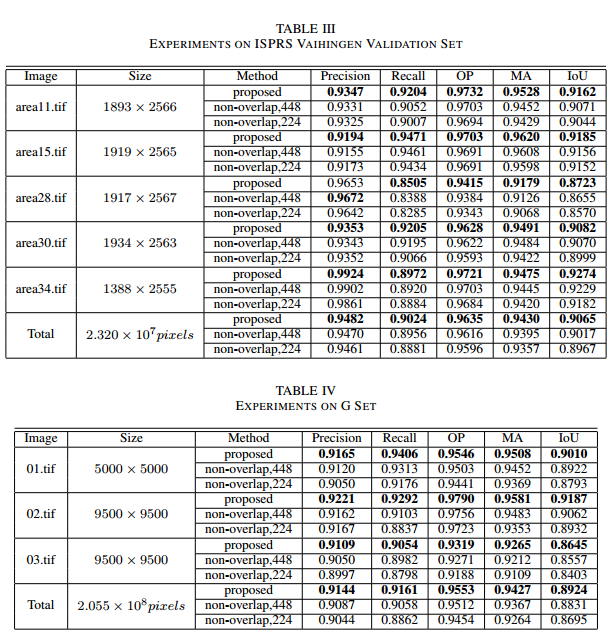 TABLE III
EXPERIMENTS ON ISPRS VAIHINGEN VALIDATION SET
Image Size Method Precision Recall OP MA IoU
area11.tif 1893 × 2566 proposed 0.9347 0.9204 0.9732 0.9528 0.9162
non-overlap,448 0.9331 0.9052 0.9703 0.9452 0.9071
non-overlap,224 0.9325 0.9007 0.9694 0.9429 0.9044
area15.tif 1919 × 2565 proposed 0.9194 0.9471 0.9703 0.9620 0.9185
non-overlap,448 0.9155 0.9461 0.9691 0.9608 0.9156
non-overlap,224 0.9173 0.9434 0.9691 0.9598 0.9152
area28.tif 1917 × 2567 proposed 0.9653 0.8505 0.9415 0.9179 0.8723
non-overlap,448 0.9672 0.8388 0.9384 0.9126 0.8655
non-overlap,224 0.9642 0.8285 0.9343 0.9068 0.8570
area30.tif 1934 × 2563 proposed 0.9353 0.9205 0.9628 0.9491 0.9082
non-overlap,448 0.9343 0.9195 0.9622 0.9484 0.9070
non-overlap,224 0.9352 0.9066 0.9593 0.9422 0.8999
area34.tif 1388 × 2555 proposed 0.9924 0.8972 0.9721 0.9475 0.9274
non-overlap,448 0.9902 0.8920 0.9703 0.9445 0.9229
non-overlap,224 0.9861 0.8884 0.9684 0.9420 0.9182
Total 2.320 × 10⁷pixels proposed 0.9482 0.9024 0.9635 0.9430 0.9065
non-overlap,448 0.9470 0.8956 0.9616 0.9395 0.9017
non-overlap,224 0.9461 0.8881 0.9596 0.9357 0.8967
TABLE IV
EXPERIMENTS ON G SET
Image Size Method Precision Recall OP MA IoU
01.tif 5000 × 5000 proposed 0.9165 0.9406 0.9546 0.9508 0.9010
non-overlap,448 0.9120 0.9313 0.9503 0.9452 0.8922
non-overlap,224 0.9050 0.9176 0.9441 0.9369 0.8793
02.tif 9500 × 9500 proposed 0.9221 0.9292 0.9790 0.9581 0.9187
non-overlap,448 0.9162 0.9103 0.9756 0.9483 0.9062
non-overlap,224 0.9167 0.8837 0.9723 0.9353 0.8932
03.tif 9500 × 9500 proposed 0.9109 0.9054 0.9319 0.9265 0.8645
non-overlap,448 0.9050 0.8982 0.9271 0.9212 0.8557
non-overlap,224 0.8997 0.8798 0.9188 0.9109 0.8403
Total 2.055 × 10⁸pixels proposed 0.9144 0.9161 0.9553 0.9427 0.8924
non-overlap,448 0.9087 0.9058 0.9512 0.9367 0.8831
non-overlap,224 0.9044 0.8862 0.9454 0.9264 0.8695